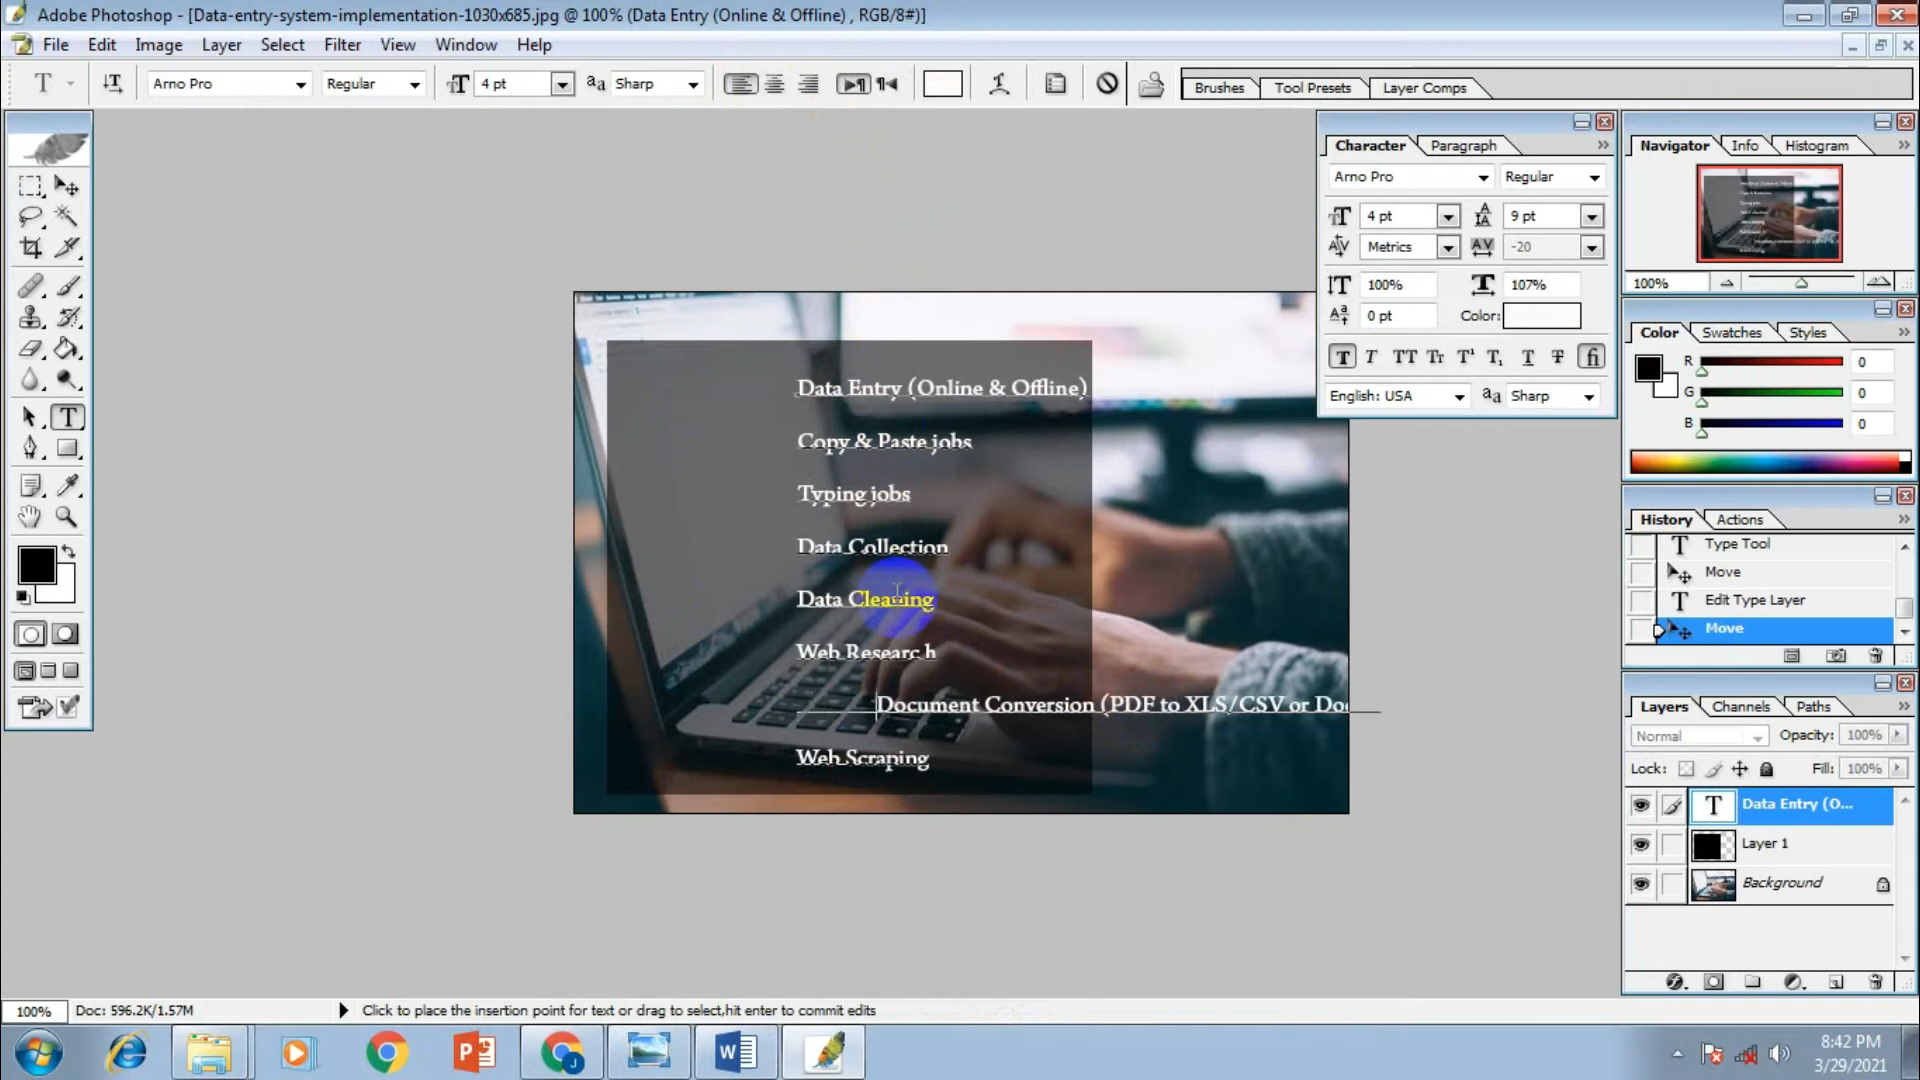 Adobe Photoshop - [Data-entry-system-implementation-1030x685.jpg @ 100% (Data Entry (Online & Offline) , RGB/8#)]
File Edit Image Layer Select Filter View Window Help
T Arno Pro Regular 4 pt aa Sharp Brushes Tool Presets Layer Comps
Character Paragraph
Arno Pro Regular
4 pt 9 pt
Metrics -20
100% 107%
0 pt Color:
English: USA aa Sharp
Navigator Info Histogram
100%
Color Swatches Styles
R 0
G 0
B 0
History Actions
Type Tool
Move
Edit Type Layer
Move
Layers Channels Paths
Normal Opacity: 100%
Lock: Fill: 100%
T Data Entry (O...
Layer 1
Background
Data Entry (Online & Offline)
Copy & Paste jobs
Typing jobs
Data Collection
Data Cleaning
Web Research
Document Conversion (PDF to XLS/CSV or Do
Web Scraping
100% Doc: 596.2K/1.57M Click to place the insertion point for text or drag to select,hit enter to commit edits
8:42 PM
3/29/2021